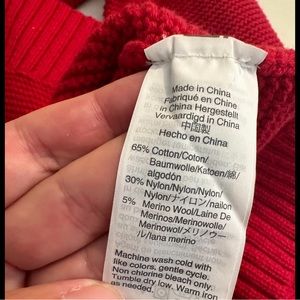 Made in China
Fabriqué en Chine
In China Hergestellt
Vervaardigd in China
中国製
Hecho en China
65% Cotton/Coton/
Baumwolle/Katoen/綿/
algodón
30% Nylon/Nylon/Nylon/
Nylon/ナイロン/nailon
5% Merino Wool/Laine De
Merinos/Merinowolle/
Merinowol/メリノウー
ル/lana merino
Machine wash cold with
like colors, gentle cycle.
Non chlorine bleach only.
Tumble dry low. Warm iron
as needed.